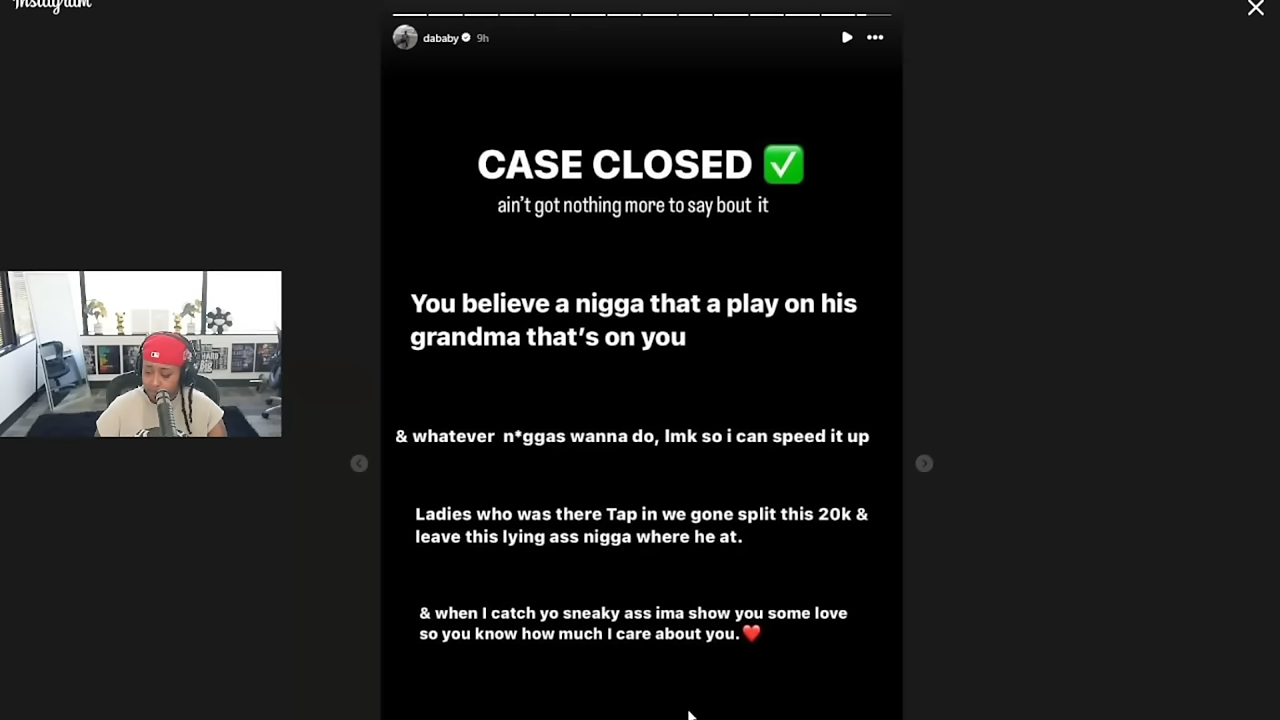 Instagram
dababy 9h
CASE CLOSED ✅
ain't got nothing more to say bout it
You believe a nigga that a play on his
grandma that's on you
& whatever n*ggas wanna do, lmk so i can speed it up
Ladies who was there Tap in we gone split this 20k &
leave this lying ass nigga where he at.
& when I catch yo sneaky ass ima show you some love
so you know how much I care about you.❤️